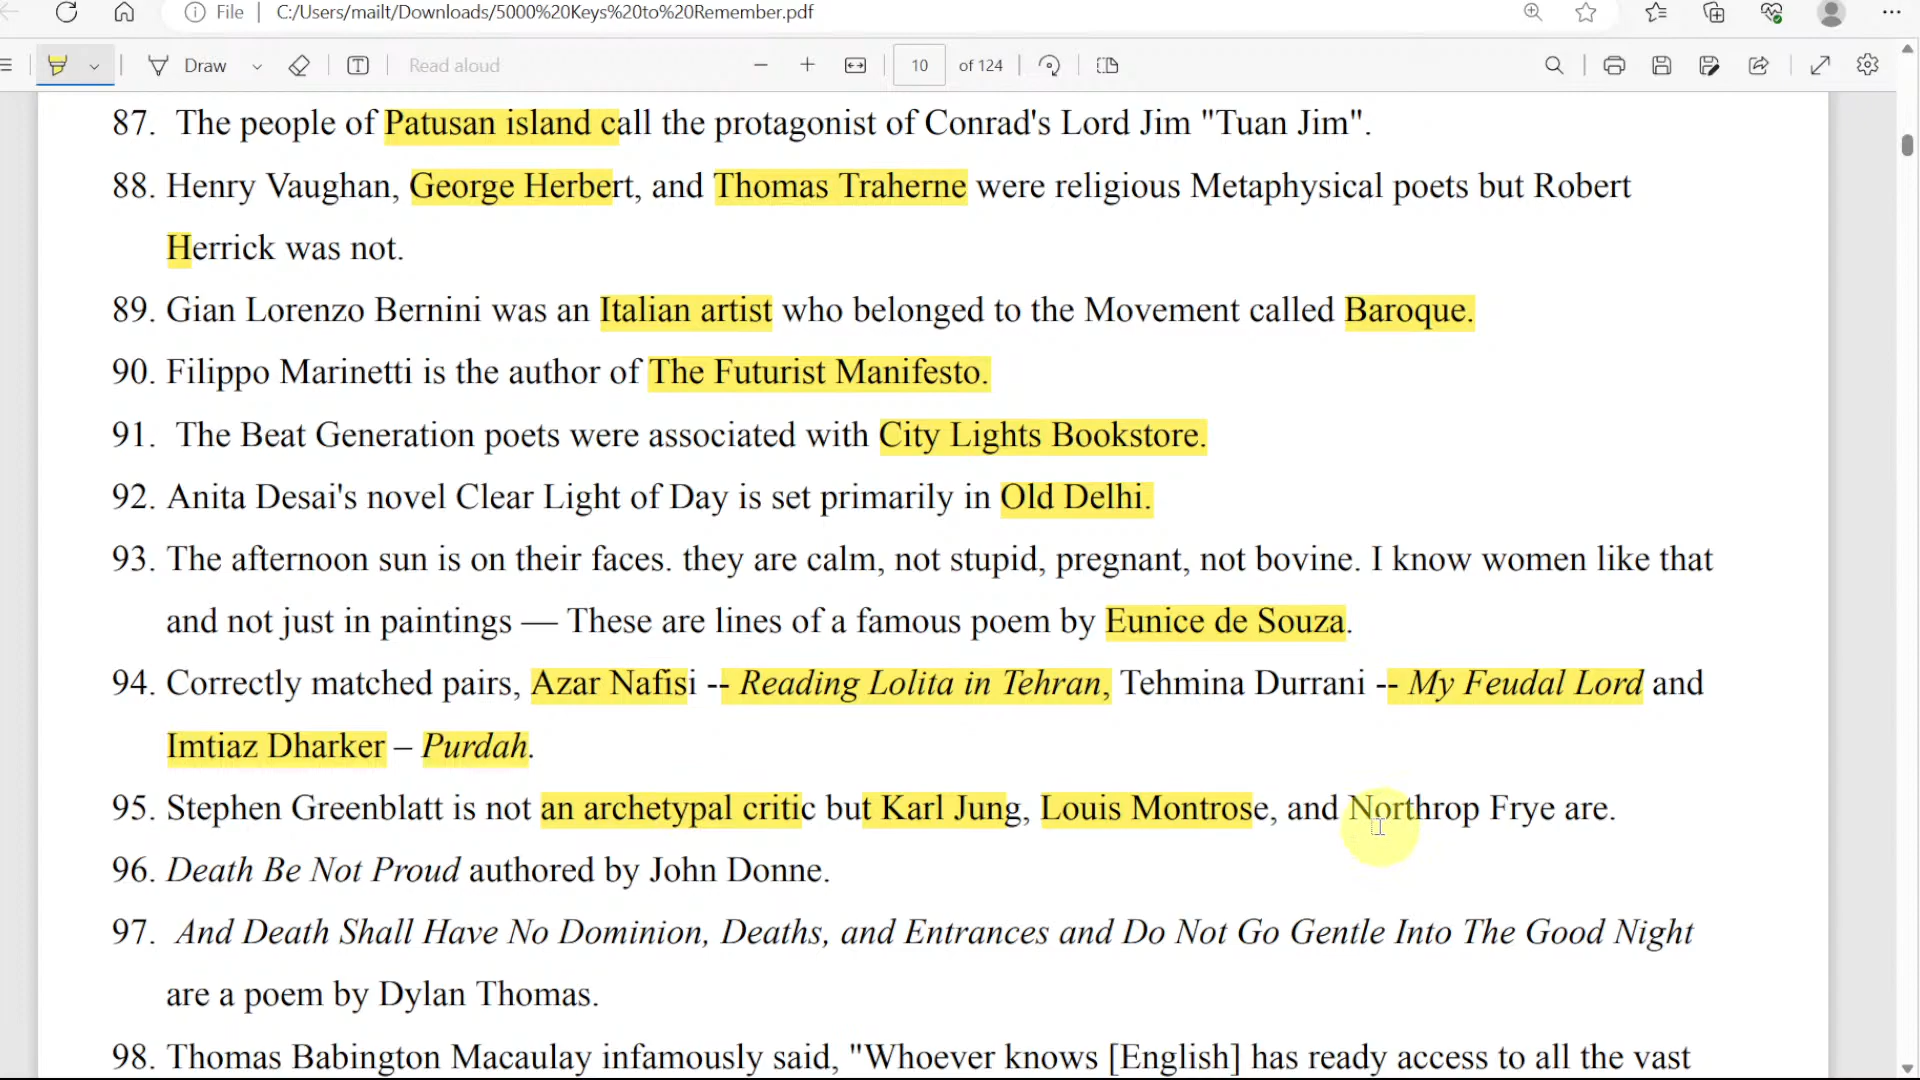 File | C:/Users/mailt/Downloads/5000%20Keys%20to%20Remember.pdf
Draw Read aloud 10 of 124
87. The people of Patusan island call the protagonist of Conrad's Lord Jim "Tuan Jim".
88. Henry Vaughan, George Herbert, and Thomas Traherne were religious Metaphysical poets but Robert
Herrick was not.
89. Gian Lorenzo Bernini was an Italian artist who belonged to the Movement called Baroque.
90. Filippo Marinetti is the author of The Futurist Manifesto.
91. The Beat Generation poets were associated with City Lights Bookstore.
92. Anita Desai's novel Clear Light of Day is set primarily in Old Delhi.
93. The afternoon sun is on their faces. they are calm, not stupid, pregnant, not bovine. I know women like that
and not just in paintings — These are lines of a famous poem by Eunice de Souza.
94. Correctly matched pairs, Azar Nafisi -- Reading Lolita in Tehran, Tehmina Durrani -- My Feudal Lord and
Imtiaz Dharker – Purdah.
95. Stephen Greenblatt is not an archetypal critic but Karl Jung, Louis Montrose, and Northrop Frye are.
96. Death Be Not Proud authored by John Donne.
97. And Death Shall Have No Dominion, Deaths, and Entrances and Do Not Go Gentle Into The Good Night
are a poem by Dylan Thomas.
98. Thomas Babington Macaulay infamously said, "Whoever knows [English] has ready access to all the vast